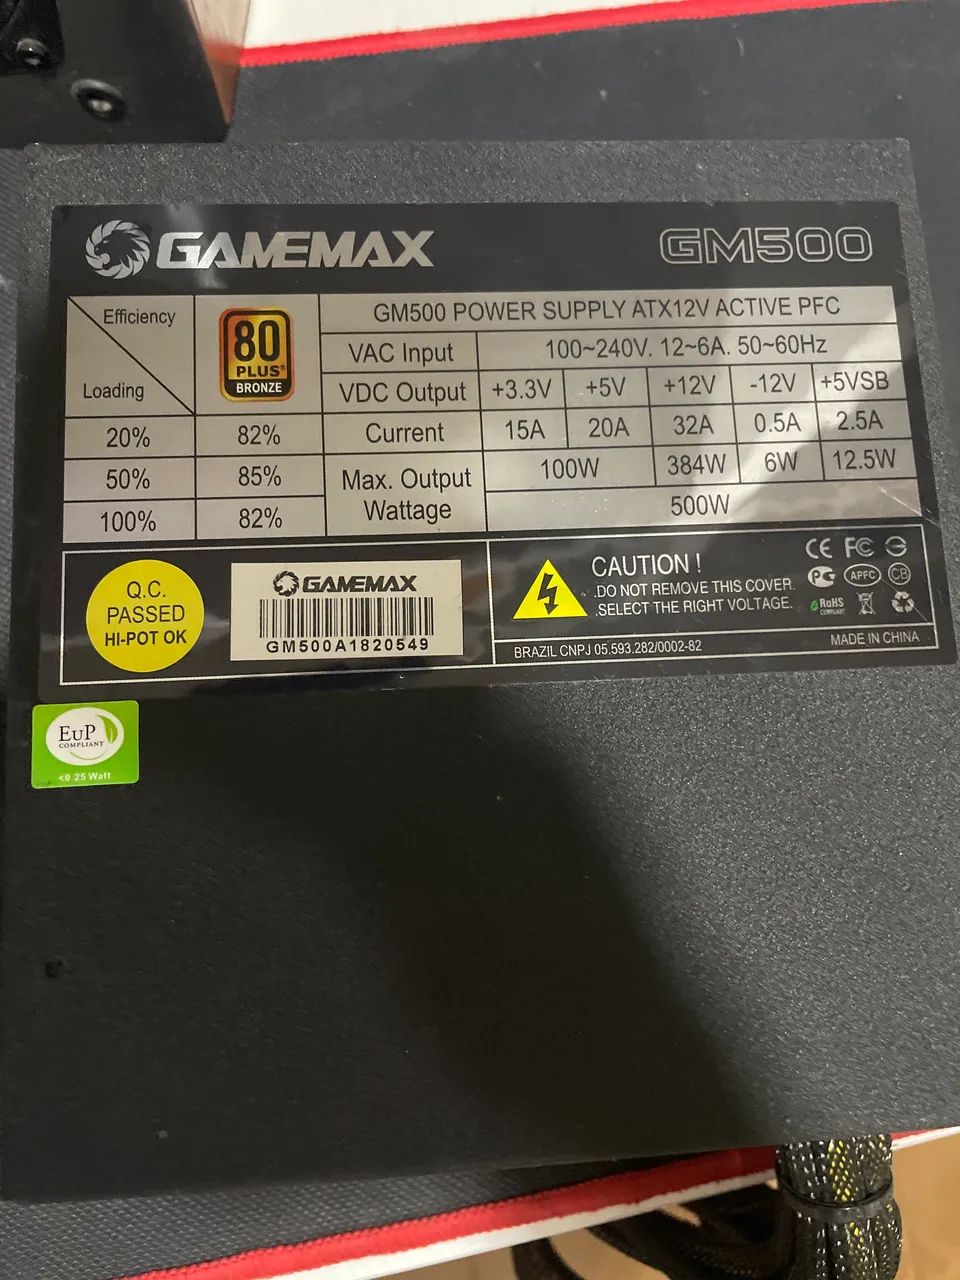 GAMEMAX GM500
Efficiency
Loading
80
PLUS®
BRONZE
GM500 POWER SUPPLY ATX12V ACTIVE PFC
VAC Input 100~240V. 12~6A. 50~60Hz
VDC Output +3.3V +5V +12V -12V +5VSB
20% 82% Current 15A 20A 32A 0.5A 2.5A
50% 85% Max. Output Wattage 100W 384W 6W 12.5W
100% 82% 500W
Q.C.
PASSED
HI-POT OK
GAMEMAX
GM500A1820549
CAUTION !
.DO NOT REMOVE THIS COVER.
.SELECT THE RIGHT VOLTAGE.
BRAZIL CNPJ 05.593.282/0002-82
CE FC
PG APFC CB
RoHS
COMPLIANT
MADE IN CHINA
EuP
COMPLIANT
<0.25 Watt